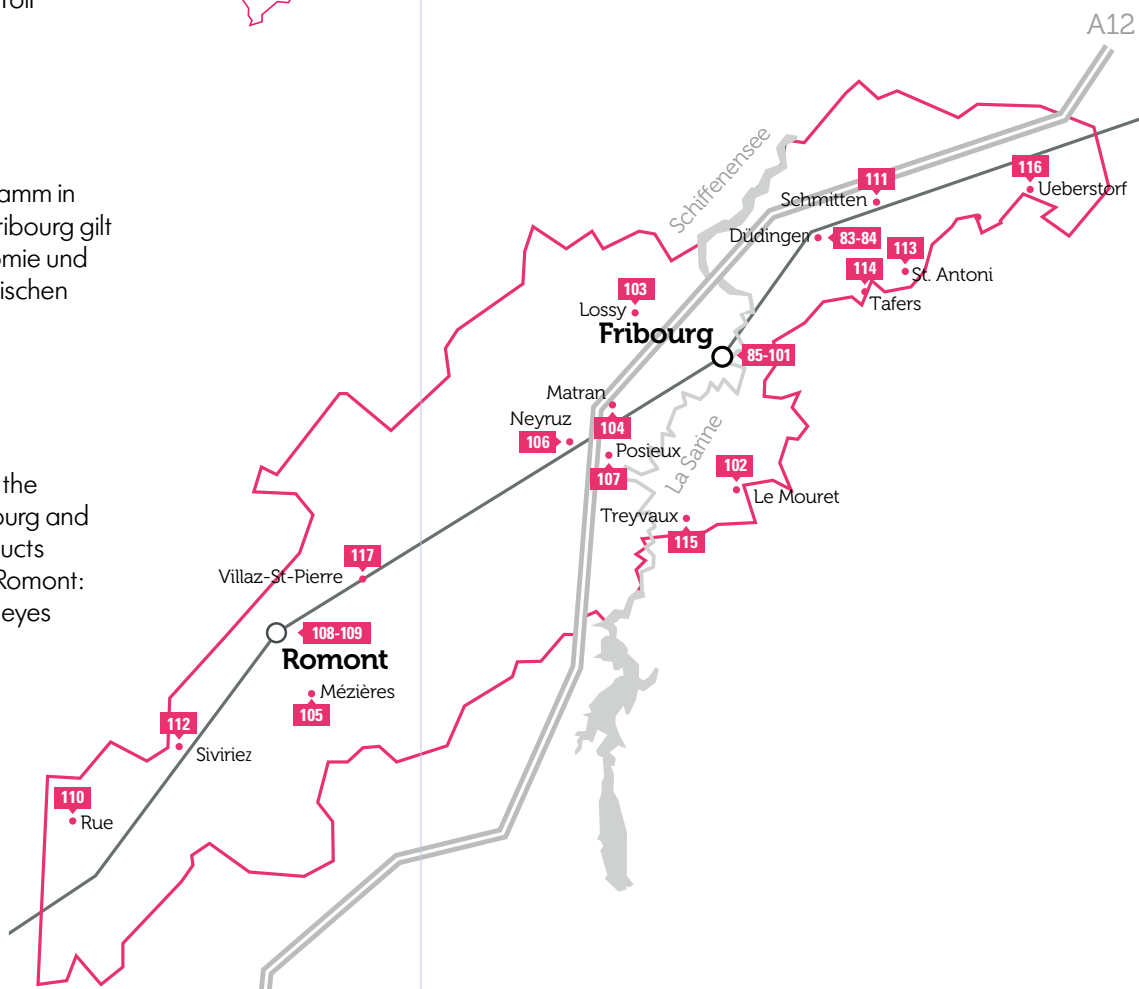 roir
A12
amm in
ribourg gilt
omie und
ischen
Schiffenensee
116
Ueberstorf
111
Schmitten
Düdingen
83-84
113
St. Antoni
114
Tafers
103
Lossy
Fribourg
85-101
Matran
104
Neyruz
106
Posieux
107
La Sarine
102
Le Mouret
Treyvaux
115
the
ourg and
ucts
Romont:
eyes
117
Villaz-St-Pierre
108-109
Romont
Mézières
105
112
Siviriez
110
Rue